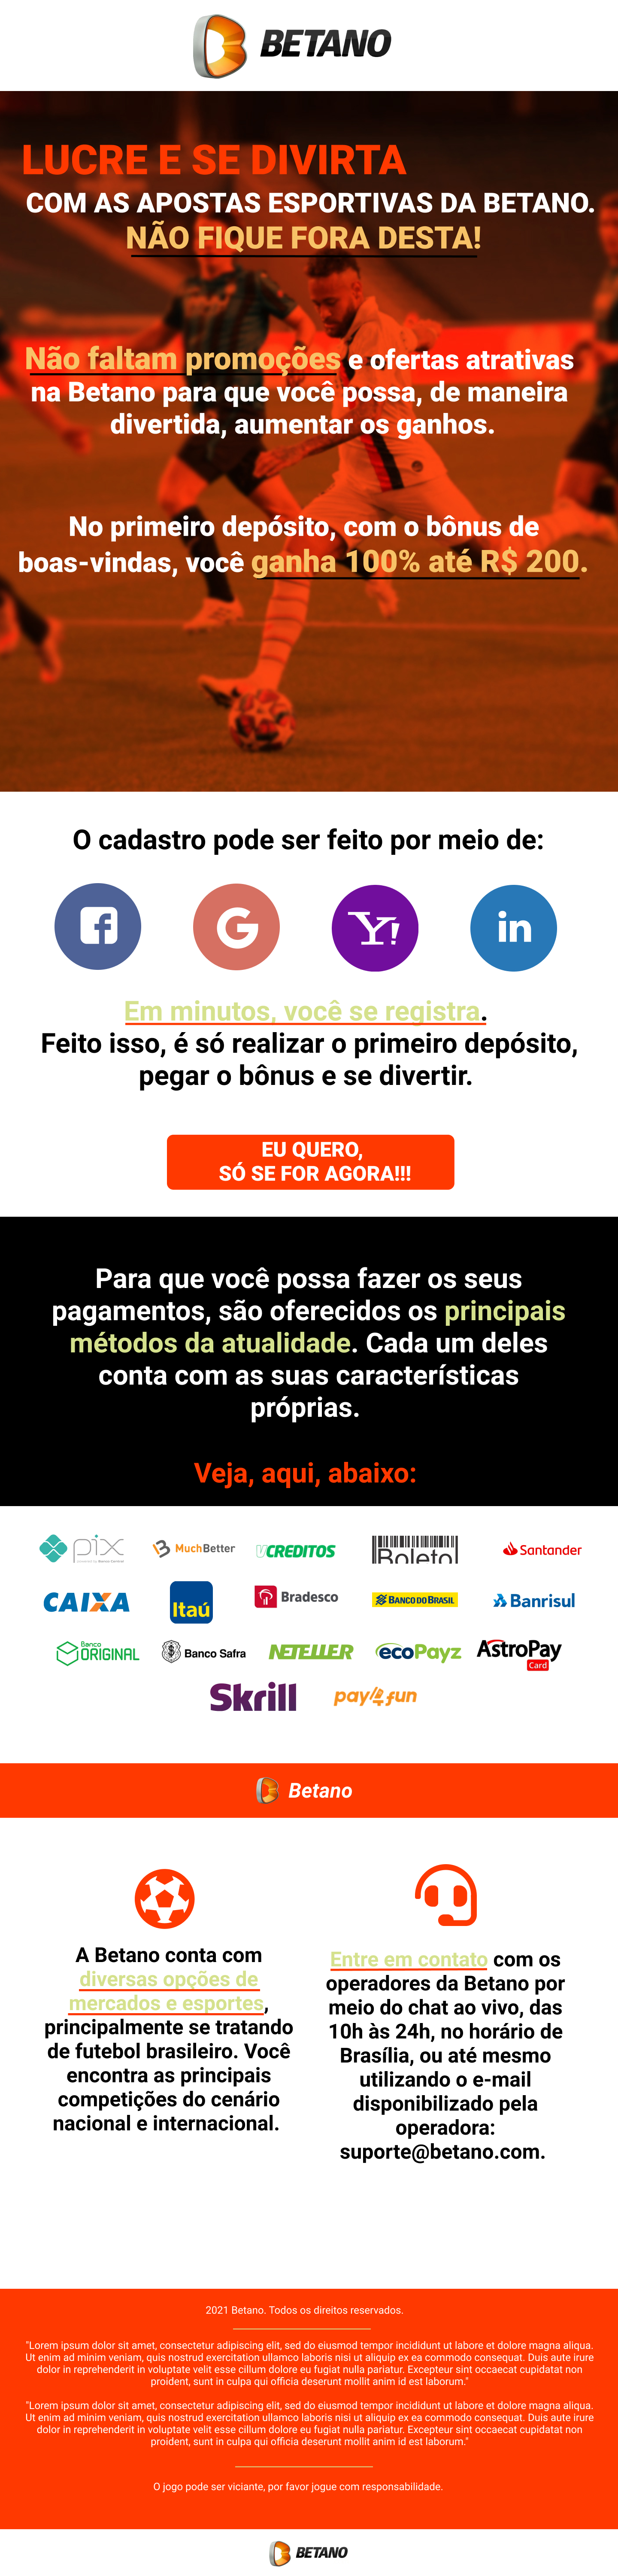 BETANO
LUCRE E SE DIVIRTA
COM AS APOSTAS ESPORTIVAS DA BETANO.
NÃO FIQUE FORA DESTA!
Não faltam promoções e ofertas atrativas
na Betano para que você possa, de maneira
divertida, aumentar os ganhos.
No primeiro depósito, com o bônus de
boas-vindas, você ganha 100% até R$ 200.
O cadastro pode ser feito por meio de:
f G Y! in
Em minutos, você se registra.
Feito isso, é só realizar o primeiro depósito,
pegar o bônus e se divertir.
EU QUERO,
SÓ SE FOR AGORA!!!
Para que você possa fazer os seus
pagamentos, são oferecidos os principais
métodos da atualidade. Cada um deles
conta com as suas características
próprias.
Veja, aqui, abaixo:
pix MuchBetter VCREDITOS Boleto Santander
CAIXA Itaú Bradesco BANCO DO BRASIL Banrisul
Banco ORIGINAL Banco Safra NETELLER ecoPayz AstroPay Card
Skrill pay4fun
Betano
A Betano conta com
diversas opções de
mercados e esportes,
principalmente se tratando
de futebol brasileiro. Você
encontra as principais
competições do cenário
nacional e internacional.
Entre em contato com os
operadores da Betano por
meio do chat ao vivo, das
10h às 24h, no horário de
Brasília, ou até mesmo
utilizando o e-mail
disponibilizado pela
operadora:
suporte@betano.com.
2021 Betano. Todos os direitos reservados.
"Lorem ipsum dolor sit amet, consectetur adipiscing elit, sed do eiusmod tempor incididunt ut labore et dolore magna aliqua.
Ut enim ad minim veniam, quis nostrud exercitation ullamco laboris nisi ut aliquip ex ea commodo consequat. Duis aute irure
dolor in reprehenderit in voluptate velit esse cillum dolore eu fugiat nulla pariatur. Excepteur sint occaecat cupidatat non
proident, sunt in culpa qui officia deserunt mollit anim id est laborum."
"Lorem ipsum dolor sit amet, consectetur adipiscing elit, sed do eiusmod tempor incididunt ut labore et dolore magna aliqua.
Ut enim ad minim veniam, quis nostrud exercitation ullamco laboris nisi ut aliquip ex ea commodo consequat. Duis aute irure
dolor in reprehenderit in voluptate velit esse cillum dolore eu fugiat nulla pariatur. Excepteur sint occaecat cupidatat non
proident, sunt in culpa qui officia deserunt mollit anim id est laborum."
O jogo pode ser viciante, por favor jogue com responsabilidade.
BETANO